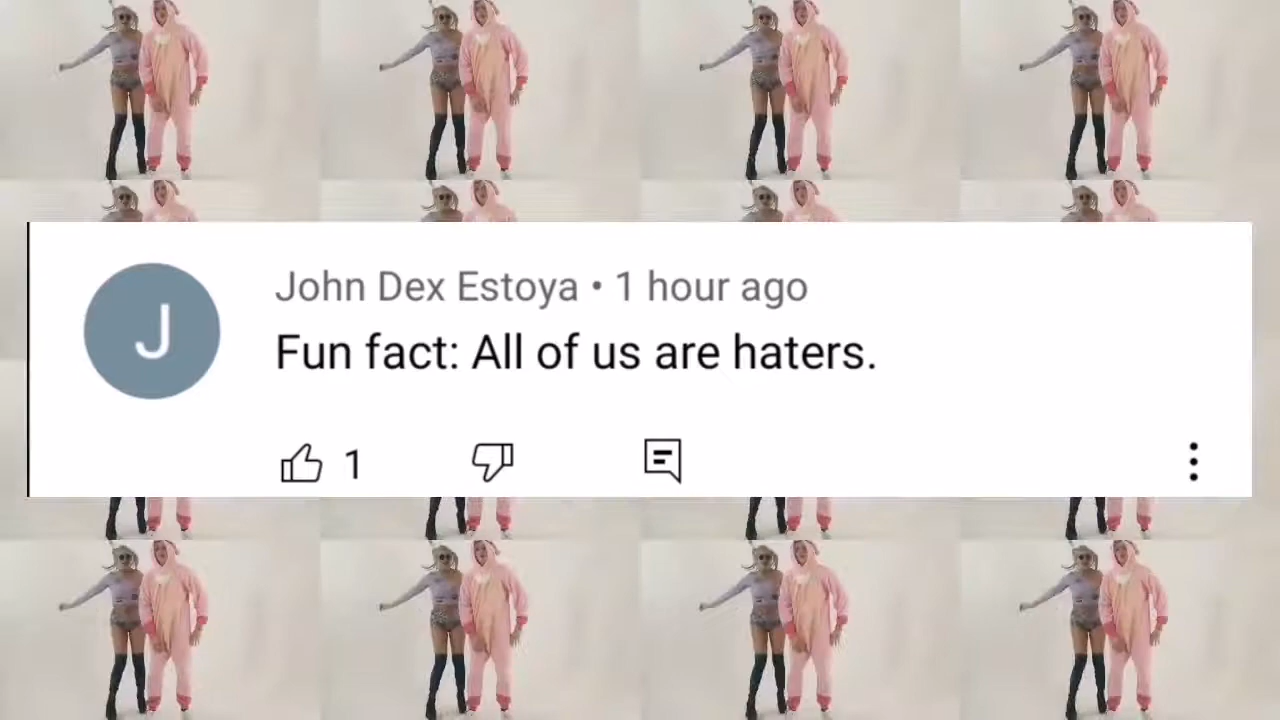 J
John Dex Estoya • 1 hour ago
Fun fact: All of us are haters.
1